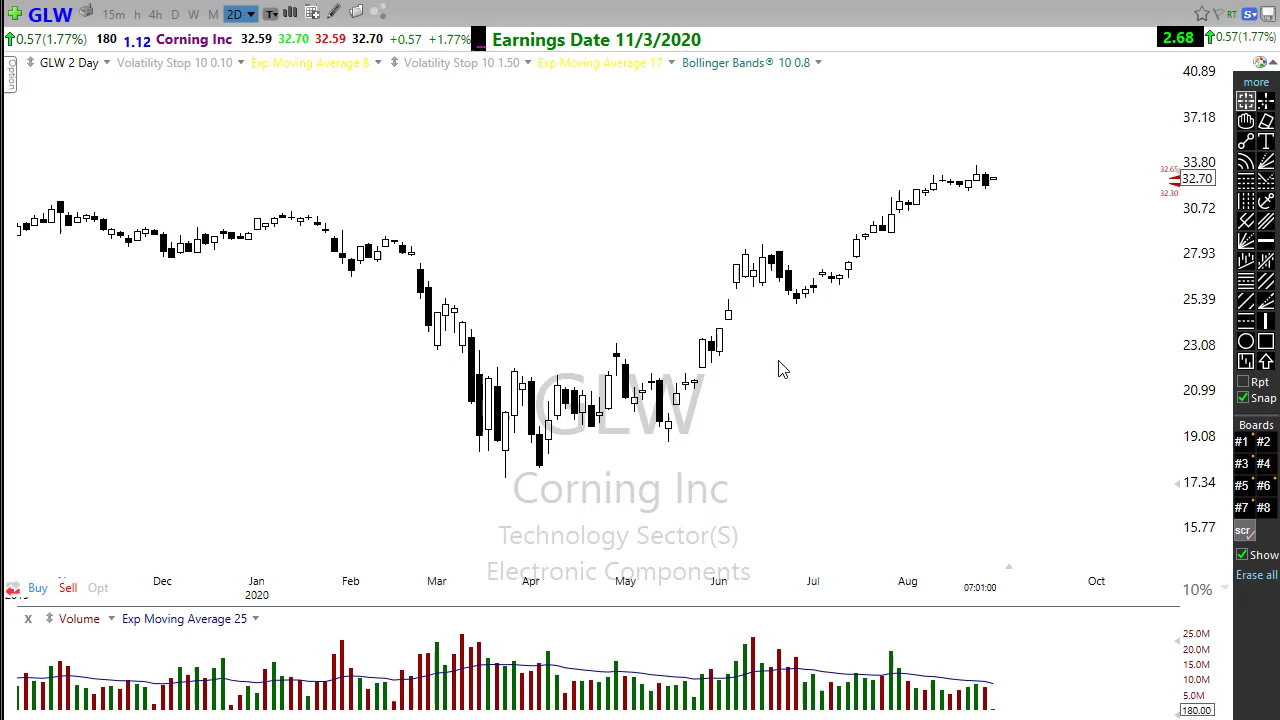 GLW 15m h 4h D W M 2D T RT S
0.57(1.77%) 180 1.12 Corning Inc 32.59 32.70 32.59 32.70 +0.57 +1.77% ... Earnings Date 11/3/2020 2.68 0.57(1.77%)
Option
GLW 2 Day Volatility Stop 10 0.10 Exp Moving Average 8 Volatility Stop 10 1.50 Exp Moving Average 17 Bollinger Bands® 10 0.8
40.89
37.18
33.80
32.65
32.70
32.30
30.72
27.93
25.39
23.08
20.99
19.08
17.34
15.77
10%
more
T
Rpt
Snap
Boards
#1 #2
#3 #4
#5 #6
#7 #8
scr
Show
Erase all
GLW
Corning Inc
Technology Sector(S)
Electronic Components
Dec Jan Feb Mar Apr May Jun Jul Aug Oct
2020 07:01:00
Buy Sell Opt
x Volume Exp Moving Average 25
25.0M
20.0M
15.0M
10.0M
5.0M
180.00